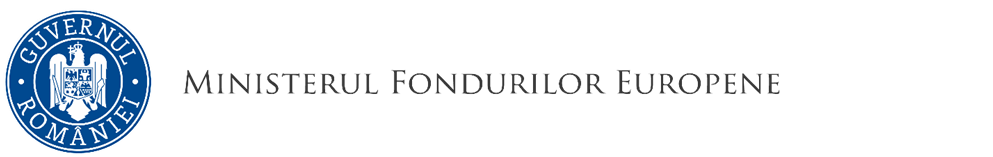 GUVERNUL
ROMÂNIEI
MINISTERUL FONDURILOR EUROPENE